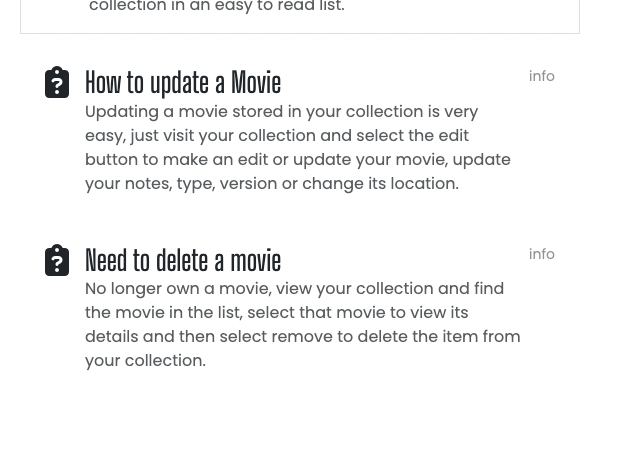 collection in an easy to read list.
How to update a Movie
info
Updating a movie stored in your collection is very
easy, just visit your collection and select the edit
button to make an edit or update your movie, update
your notes, type, version or change its location.
Need to delete a movie
info
No longer own a movie, view your collection and find
the movie in the list, select that movie to view its
details and then select remove to delete the item from
your collection.